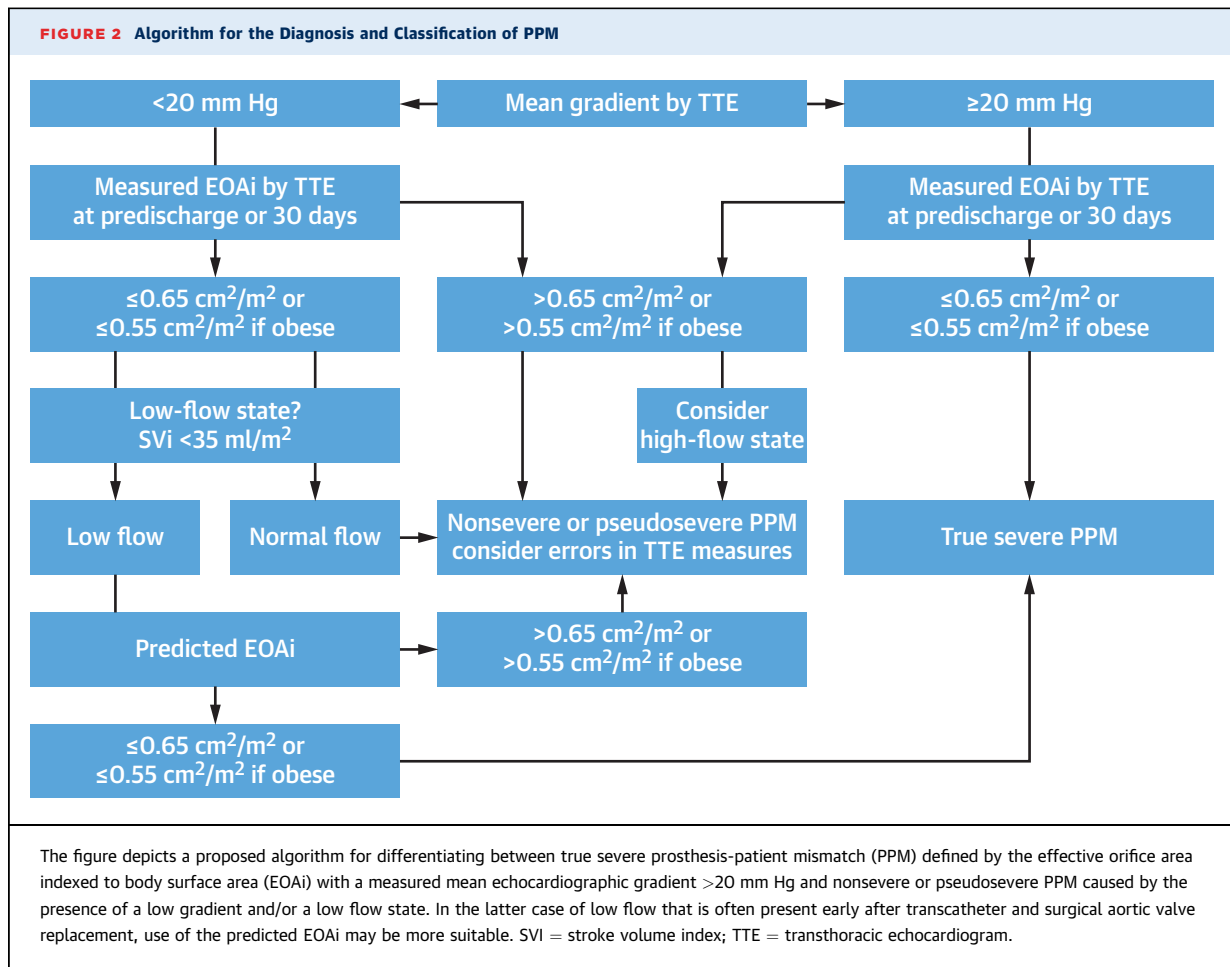 FIGURE 2 Algorithm for the Diagnosis and Classification of PPM
<20 mm Hg
Mean gradient by TTE
≥20 mm Hg
Measured EOAi by TTE
at predischarge or 30 days
Measured EOAi by TTE
at predischarge or 30 days
≤0.65 cm²/m² or
≤0.55 cm²/m² if obese
>0.65 cm²/m² or
>0.55 cm²/m² if obese
≤0.65 cm²/m² or
≤0.55 cm²/m² if obese
Low-flow state?
SVi <35 ml/m²
Consider
high-flow state
Low flow
Normal flow
Nonsevere or pseudosevere PPM
consider errors in TTE measures
True severe PPM
Predicted EOAi
>0.65 cm²/m² or
>0.55 cm²/m² if obese
≤0.65 cm²/m² or
≤0.55 cm²/m² if obese
The figure depicts a proposed algorithm for differentiating between true severe prosthesis-patient mismatch (PPM) defined by the effective orifice area
indexed to body surface area (EOAi) with a measured mean echocardiographic gradient >20 mm Hg and nonsevere or pseudosevere PPM caused by the
presence of a low gradient and/or a low flow state. In the latter case of low flow that is often present early after transcatheter and surgical aortic valve
replacement, use of the predicted EOAi may be more suitable. SVI = stroke volume index; TTE = transthoracic echocardiogram.